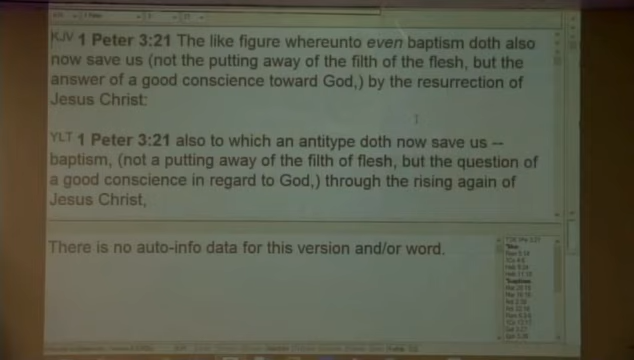 KJV 1 Peter 3:21 The like figure whereunto even baptism doth also
now save us (not the putting away of the filth of the flesh, but the
answer of a good conscience toward God,) by the resurrection of
Jesus Christ:
YLT 1 Peter 3:21 also to which an antitype doth now save us --
baptism, (not a putting away of the filth of flesh, but the question of
a good conscience in regard to God,) through the rising again of
Jesus Christ,
There is no auto-info data for this version and/or word.